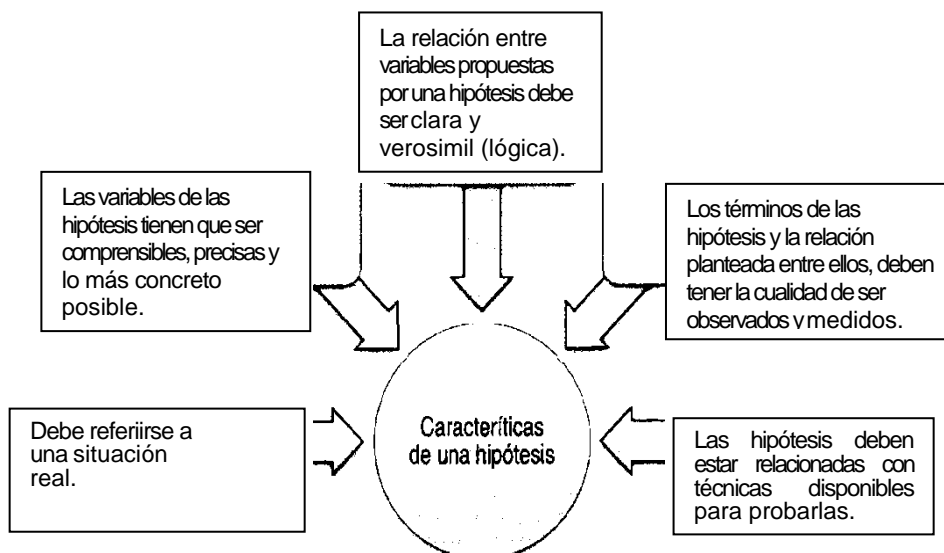 La relación entre
variables propuestas
por una hipótesis debe
ser clara y
verosimil (lógica).
Las variables de las
hipótesis tienen que ser
comprensibles, precisas y
lo más concreto
posible.
Los términos de las
hipótesis y la relación
planteada entre ellos, deben
tener la cualidad de ser
observados y medidos.
Debe referiirse a
una situación
real.
Caracteríticas
de una hipótesis
Las hipótesis deben
estar relacionadas con
técnicas disponibles
para probarlas.